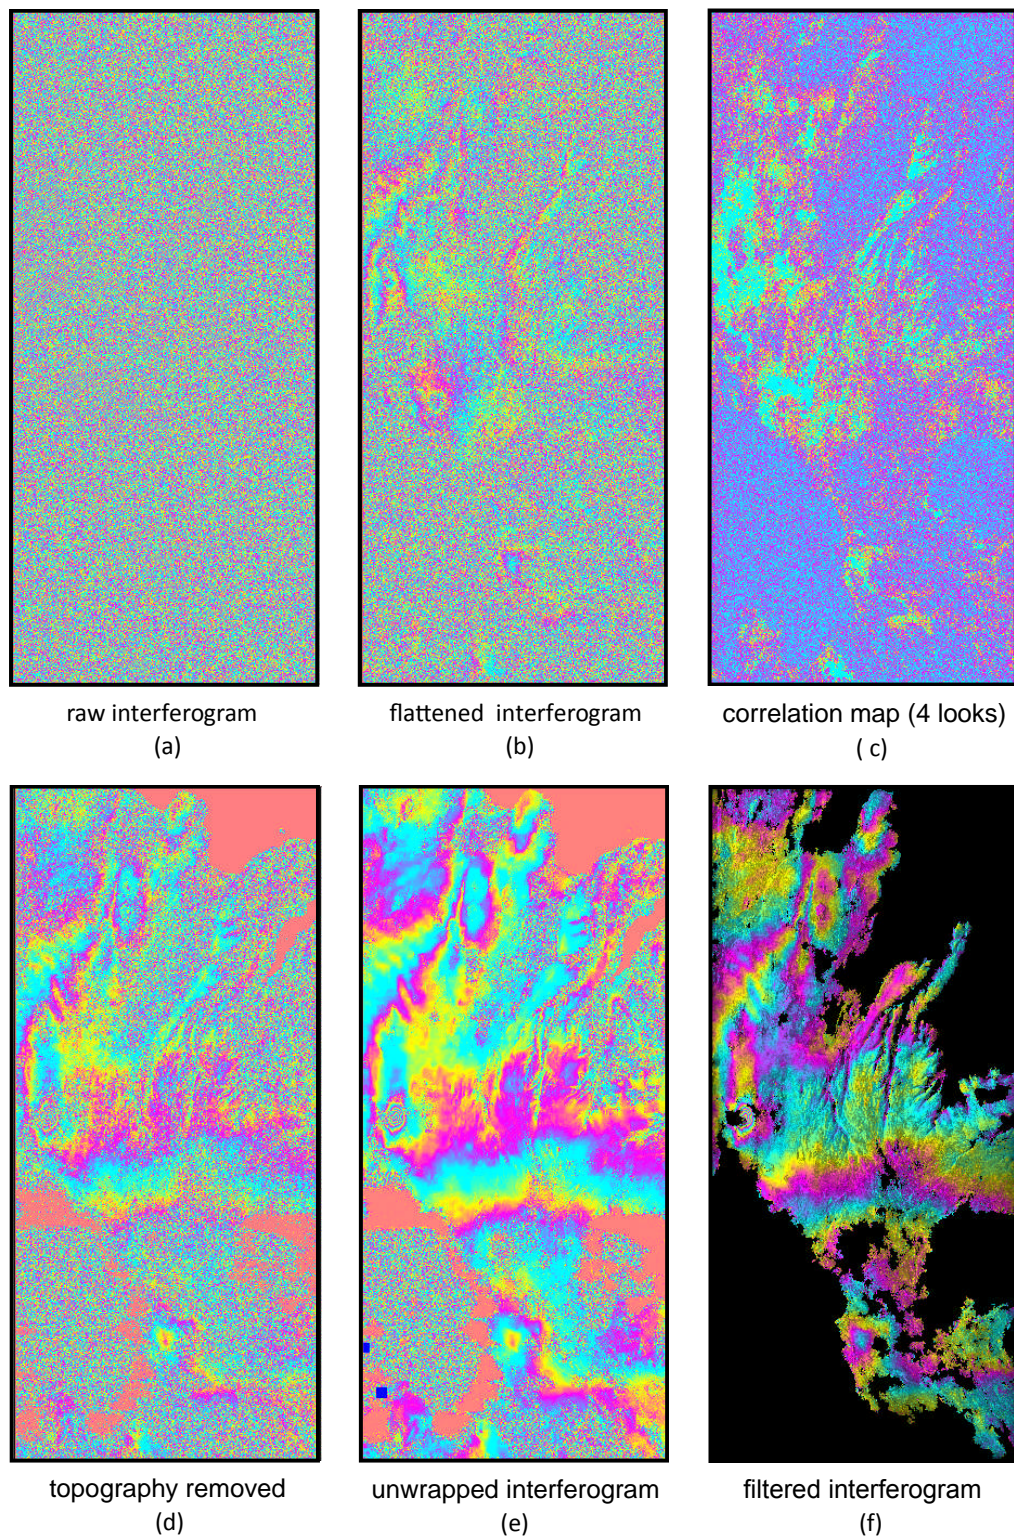 raw interferogram
(a)
flattened interferogram
(b)
correlation map (4 looks)
( c)
topography removed
(d)
unwrapped interferogram
(e)
filtered interferogram
(f)